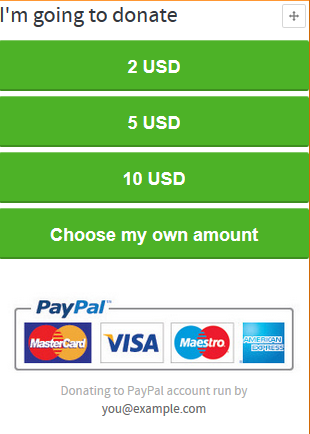 I'm going to donate
2 USD
5 USD
10 USD
Choose my own amount
PayPal™
MasterCard
VISA
Maestro
AMERICAN
EXPRESS
Donating to PayPal account run by
you@example.com